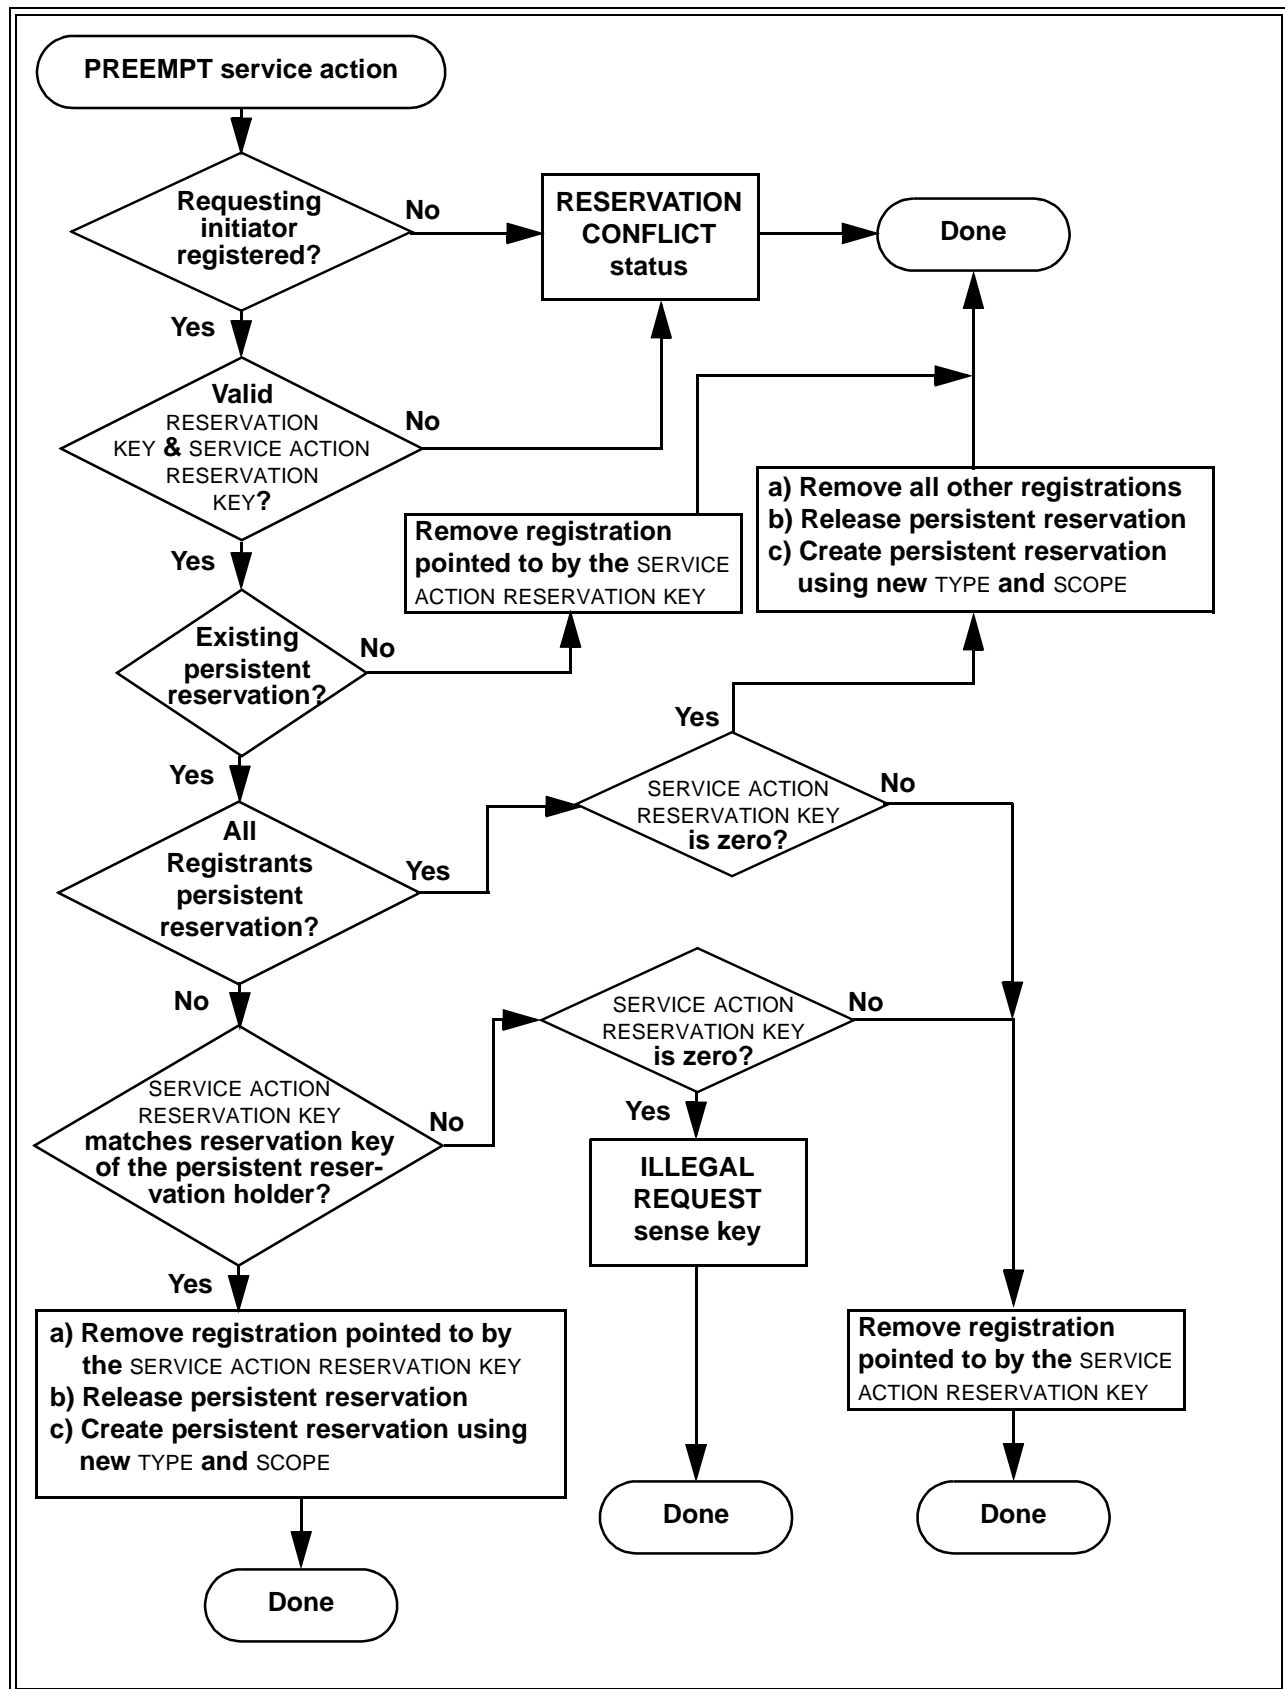 PREEMPT service action
Requesting
initiator
registered?
No
RESERVATION
CONFLICT
status
Done
Yes
Valid
RESERVATION
KEY & SERVICE ACTION
RESERVATION
KEY?
No
a) Remove all other registrations
b) Release persistent reservation
c) Create persistent reservation
using new TYPE and SCOPE
Remove registration
pointed to by the SERVICE
ACTION RESERVATION KEY
Yes
Existing
persistent
reservation?
No
Yes
Yes
SERVICE ACTION
RESERVATION KEY
is zero?
No
All
Registrants
persistent
reservation?
Yes
No
SERVICE ACTION
RESERVATION KEY
is zero?
No
SERVICE ACTION
RESERVATION KEY
matches reservation key
of the persistent reser-
vation holder?
No
Yes
ILLEGAL
REQUEST
sense key
Yes
a) Remove registration pointed to by
the SERVICE ACTION RESERVATION KEY
b) Release persistent reservation
c) Create persistent reservation using
new TYPE and SCOPE
Remove registration
pointed to by the SERVICE
ACTION RESERVATION KEY
Done
Done
Done